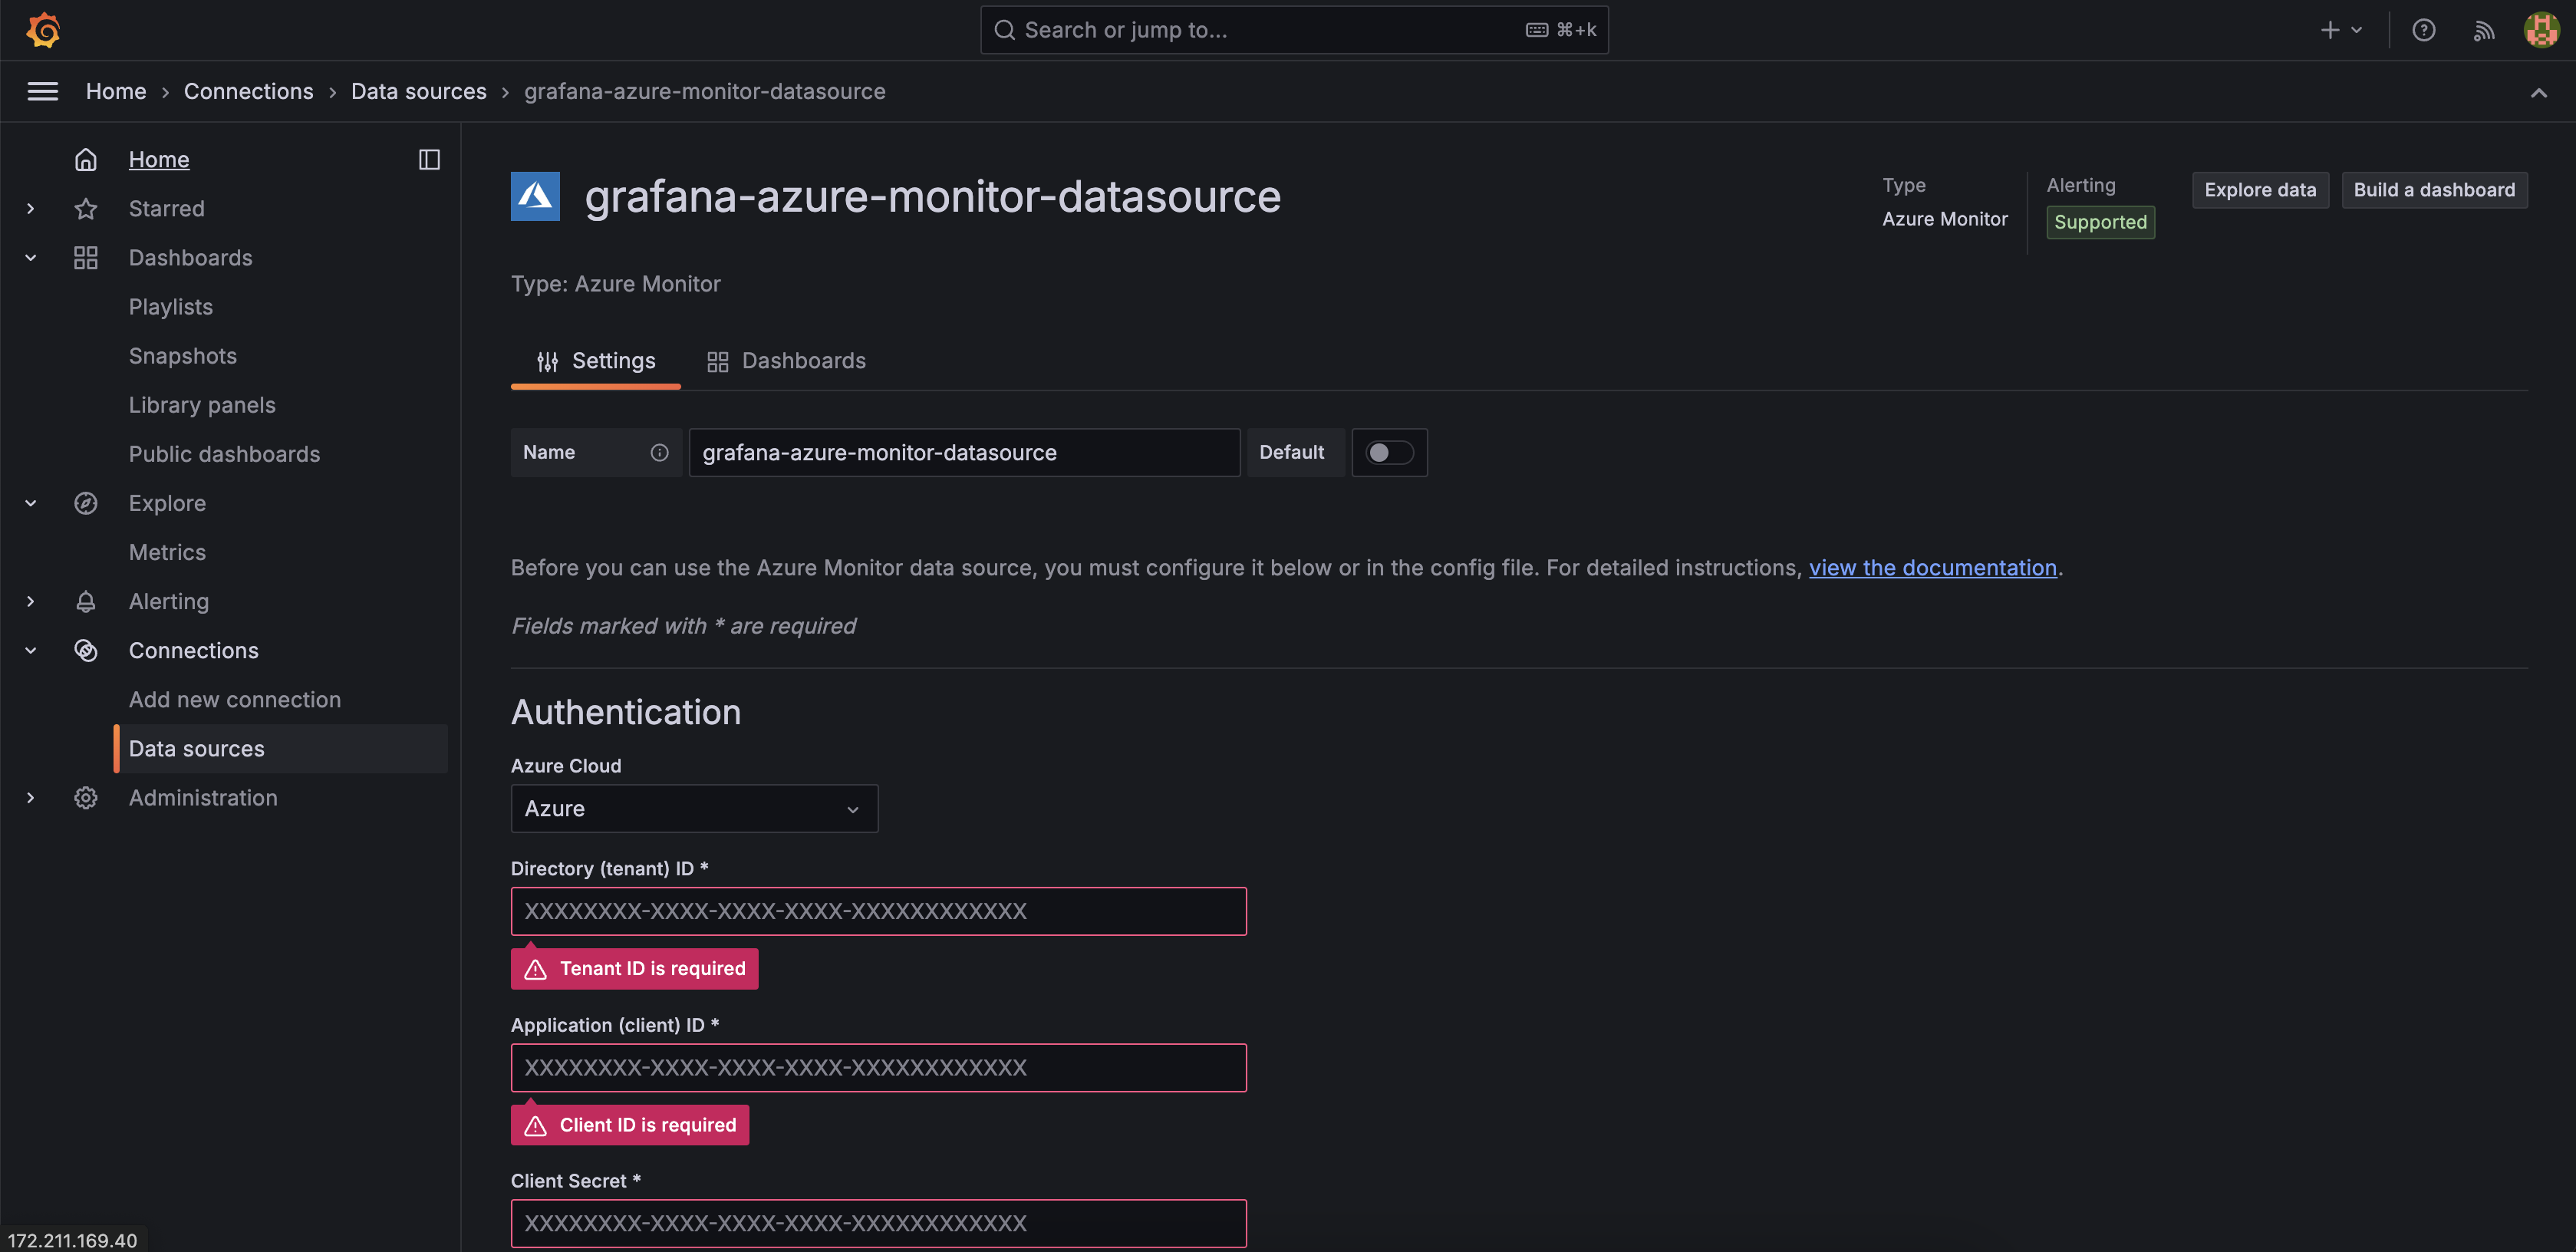 Search or jump to...
⌘+k
Home › Connections › Data sources › grafana-azure-monitor-datasource
Home
Starred
Dashboards
Playlists
Snapshots
Library panels
Public dashboards
Explore
Metrics
Alerting
Connections
Add new connection
Data sources
Administration
grafana-azure-monitor-datasource
Type
Azure Monitor
Alerting
Supported
Explore data
Build a dashboard
Type: Azure Monitor
Settings
Dashboards
Name
grafana-azure-monitor-datasource
Default
Before you can use the Azure Monitor data source, you must configure it below or in the config file. For detailed instructions, view the documentation.
Fields marked with * are required
Authentication
Azure Cloud
Azure
Directory (tenant) ID *
XXXXXXXX-XXXX-XXXX-XXXX-XXXXXXXXXXXX
Tenant ID is required
Application (client) ID *
XXXXXXXX-XXXX-XXXX-XXXX-XXXXXXXXXXXX
Client ID is required
Client Secret *
XXXXXXXX-XXXX-XXXX-XXXX-XXXXXXXXXXXX
172.211.169.40